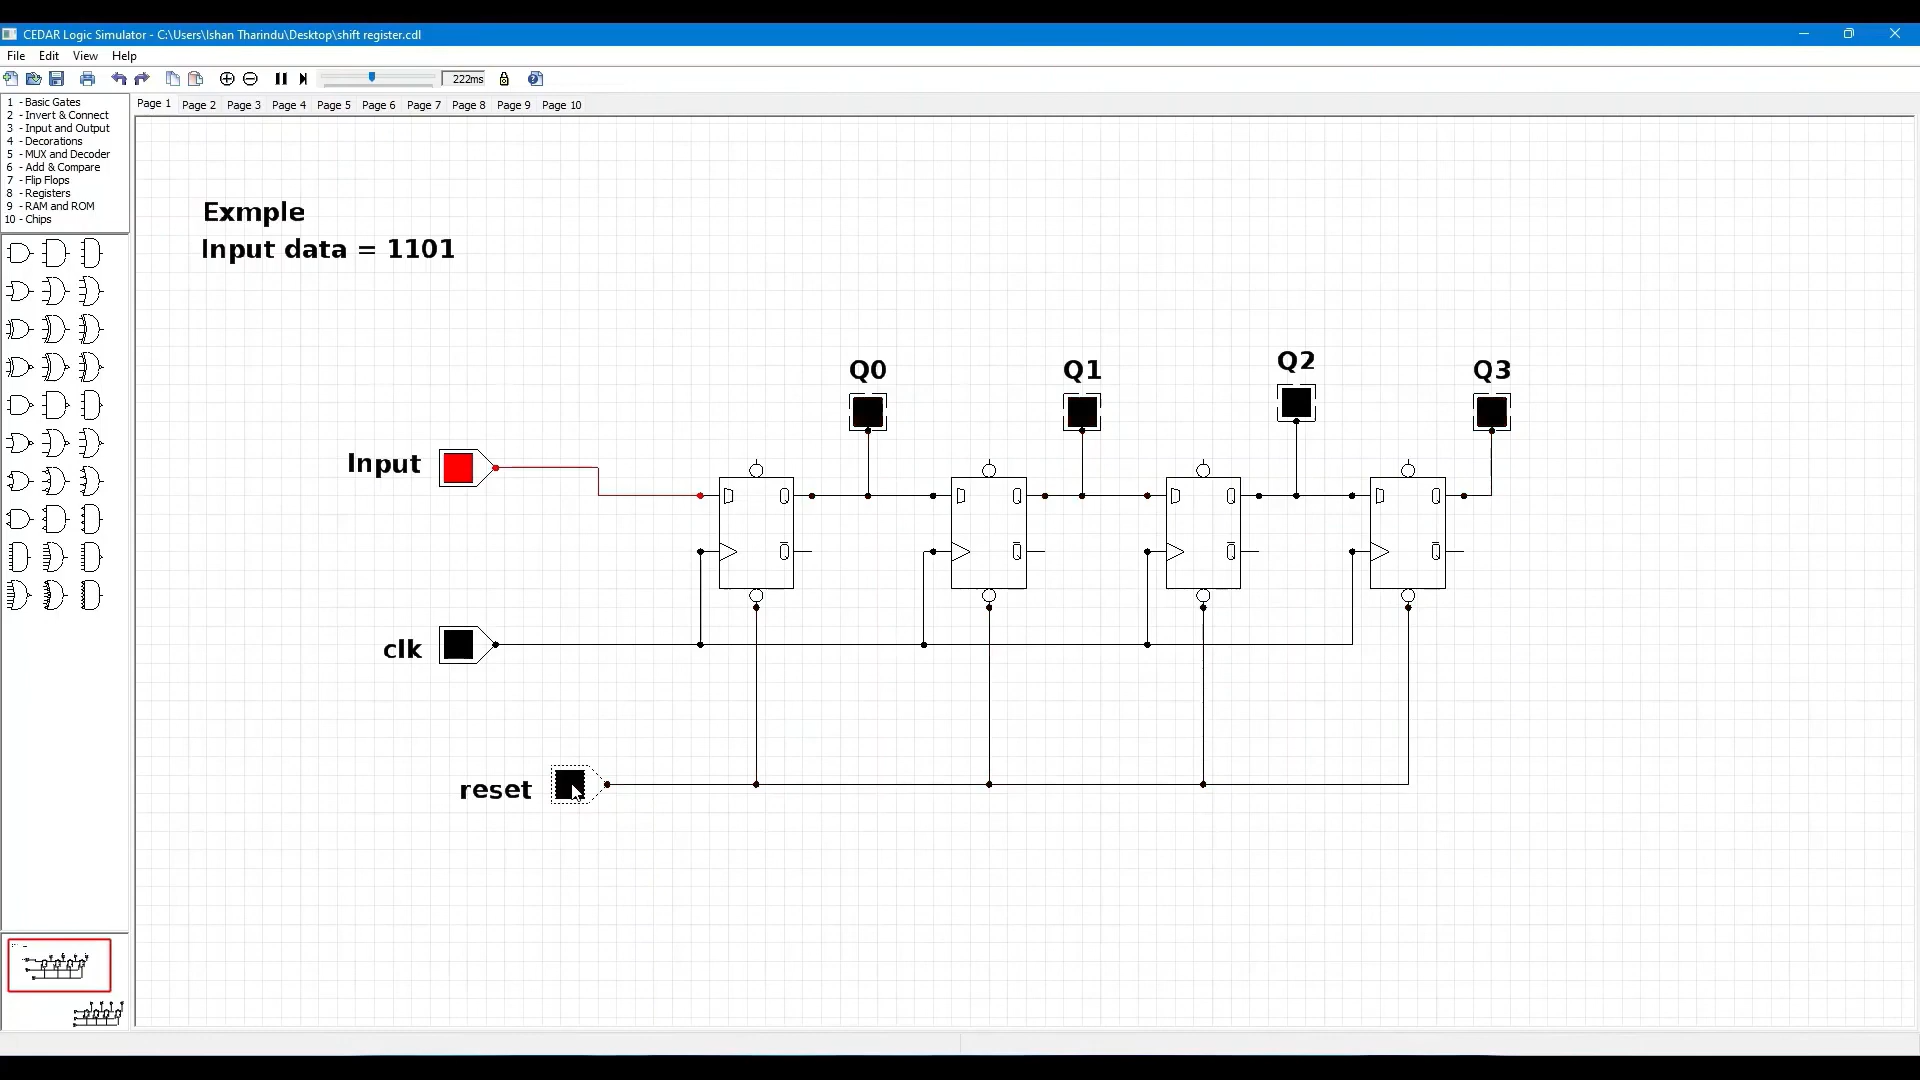 CEDAR Logic Simulator - C:\Users\Ishan Tharindu\Desktop\shift register.cdl
File Edit View Help
222ms
1 - Basic Gates
2 - Invert & Connect
3 - Input and Output
4 - Decorations
5 - MUX and Decoder
6 - Add & Compare
7 - Flip Flops
8 - Registers
9 - RAM and ROM
10 - Chips
Page 1 Page 2 Page 3 Page 4 Page 5 Page 6 Page 7 Page 8 Page 9 Page 10
Exmple
Input data = 1101
Q0 Q1 Q2 Q3
Input
D Q D Q D Q D Q
Q Q Q Q
clk
reset